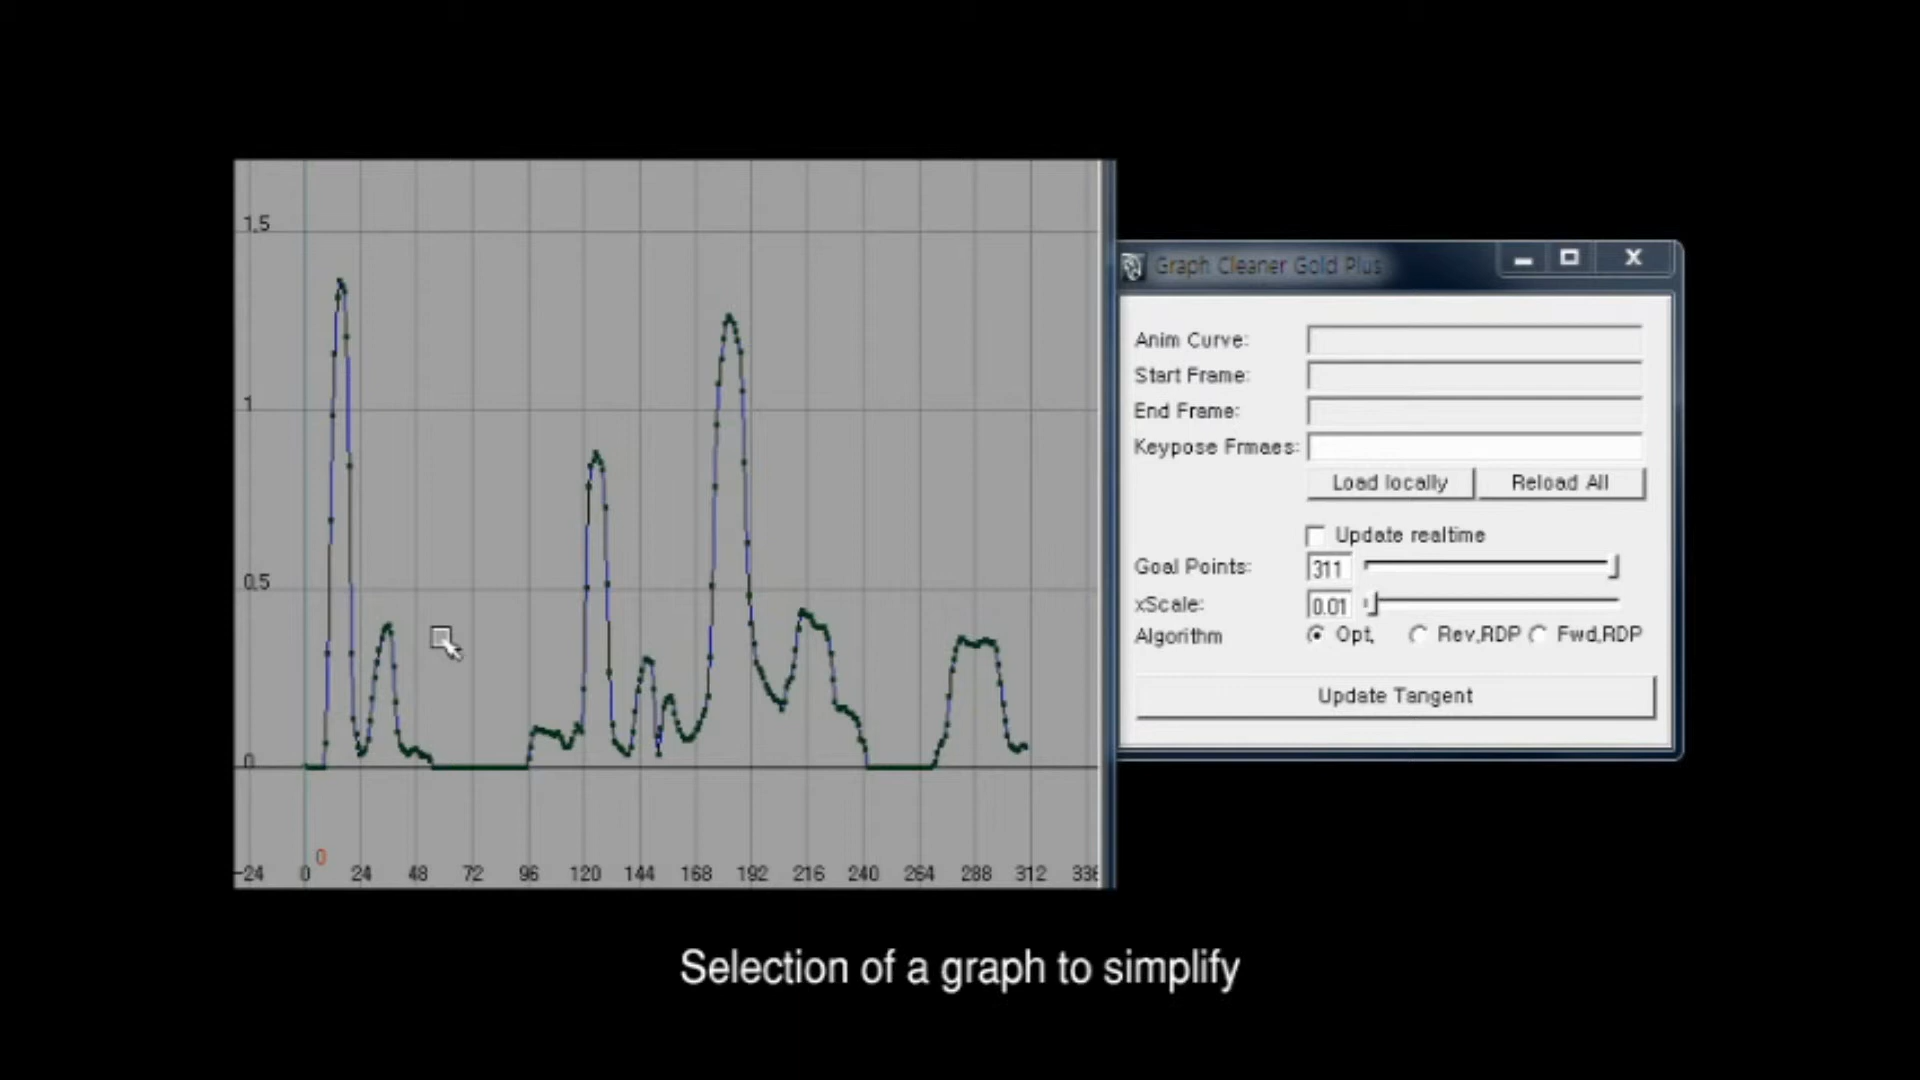 1.5
1
0.5
0
0
-24 0 24 48 72 96 120 144 168 192 216 240 264 288 312 336
Graph Cleaner Gold Plus
Anim Curve:
Start Frame:
End Frame:
Keypose Frmaes:
Load locally Reload All
Update realtime
Goal Points: 311
xScale: 0.01
Algorithm Opt. Rev.RDP Fwd.RDP
Update Tangent
Selection of a graph to simplify